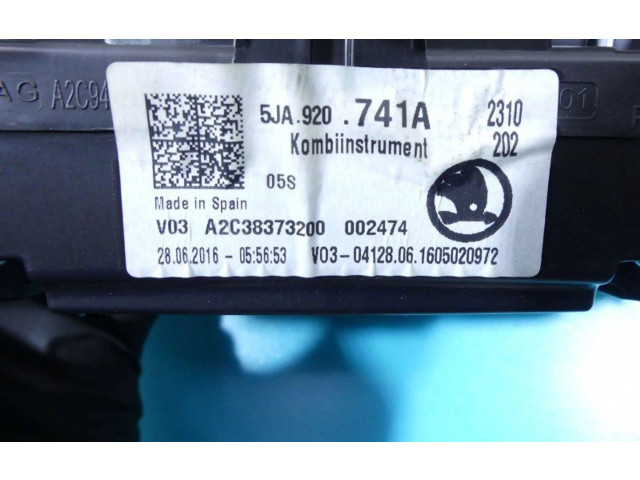 AG A2C94
01
5JA.920 .741A 2310
Kombiinstrument 202
05S
Made in Spain
V03 A2C38373200 002474
28.06.2016 - 05:56:53 V03-04128.06.1605020972